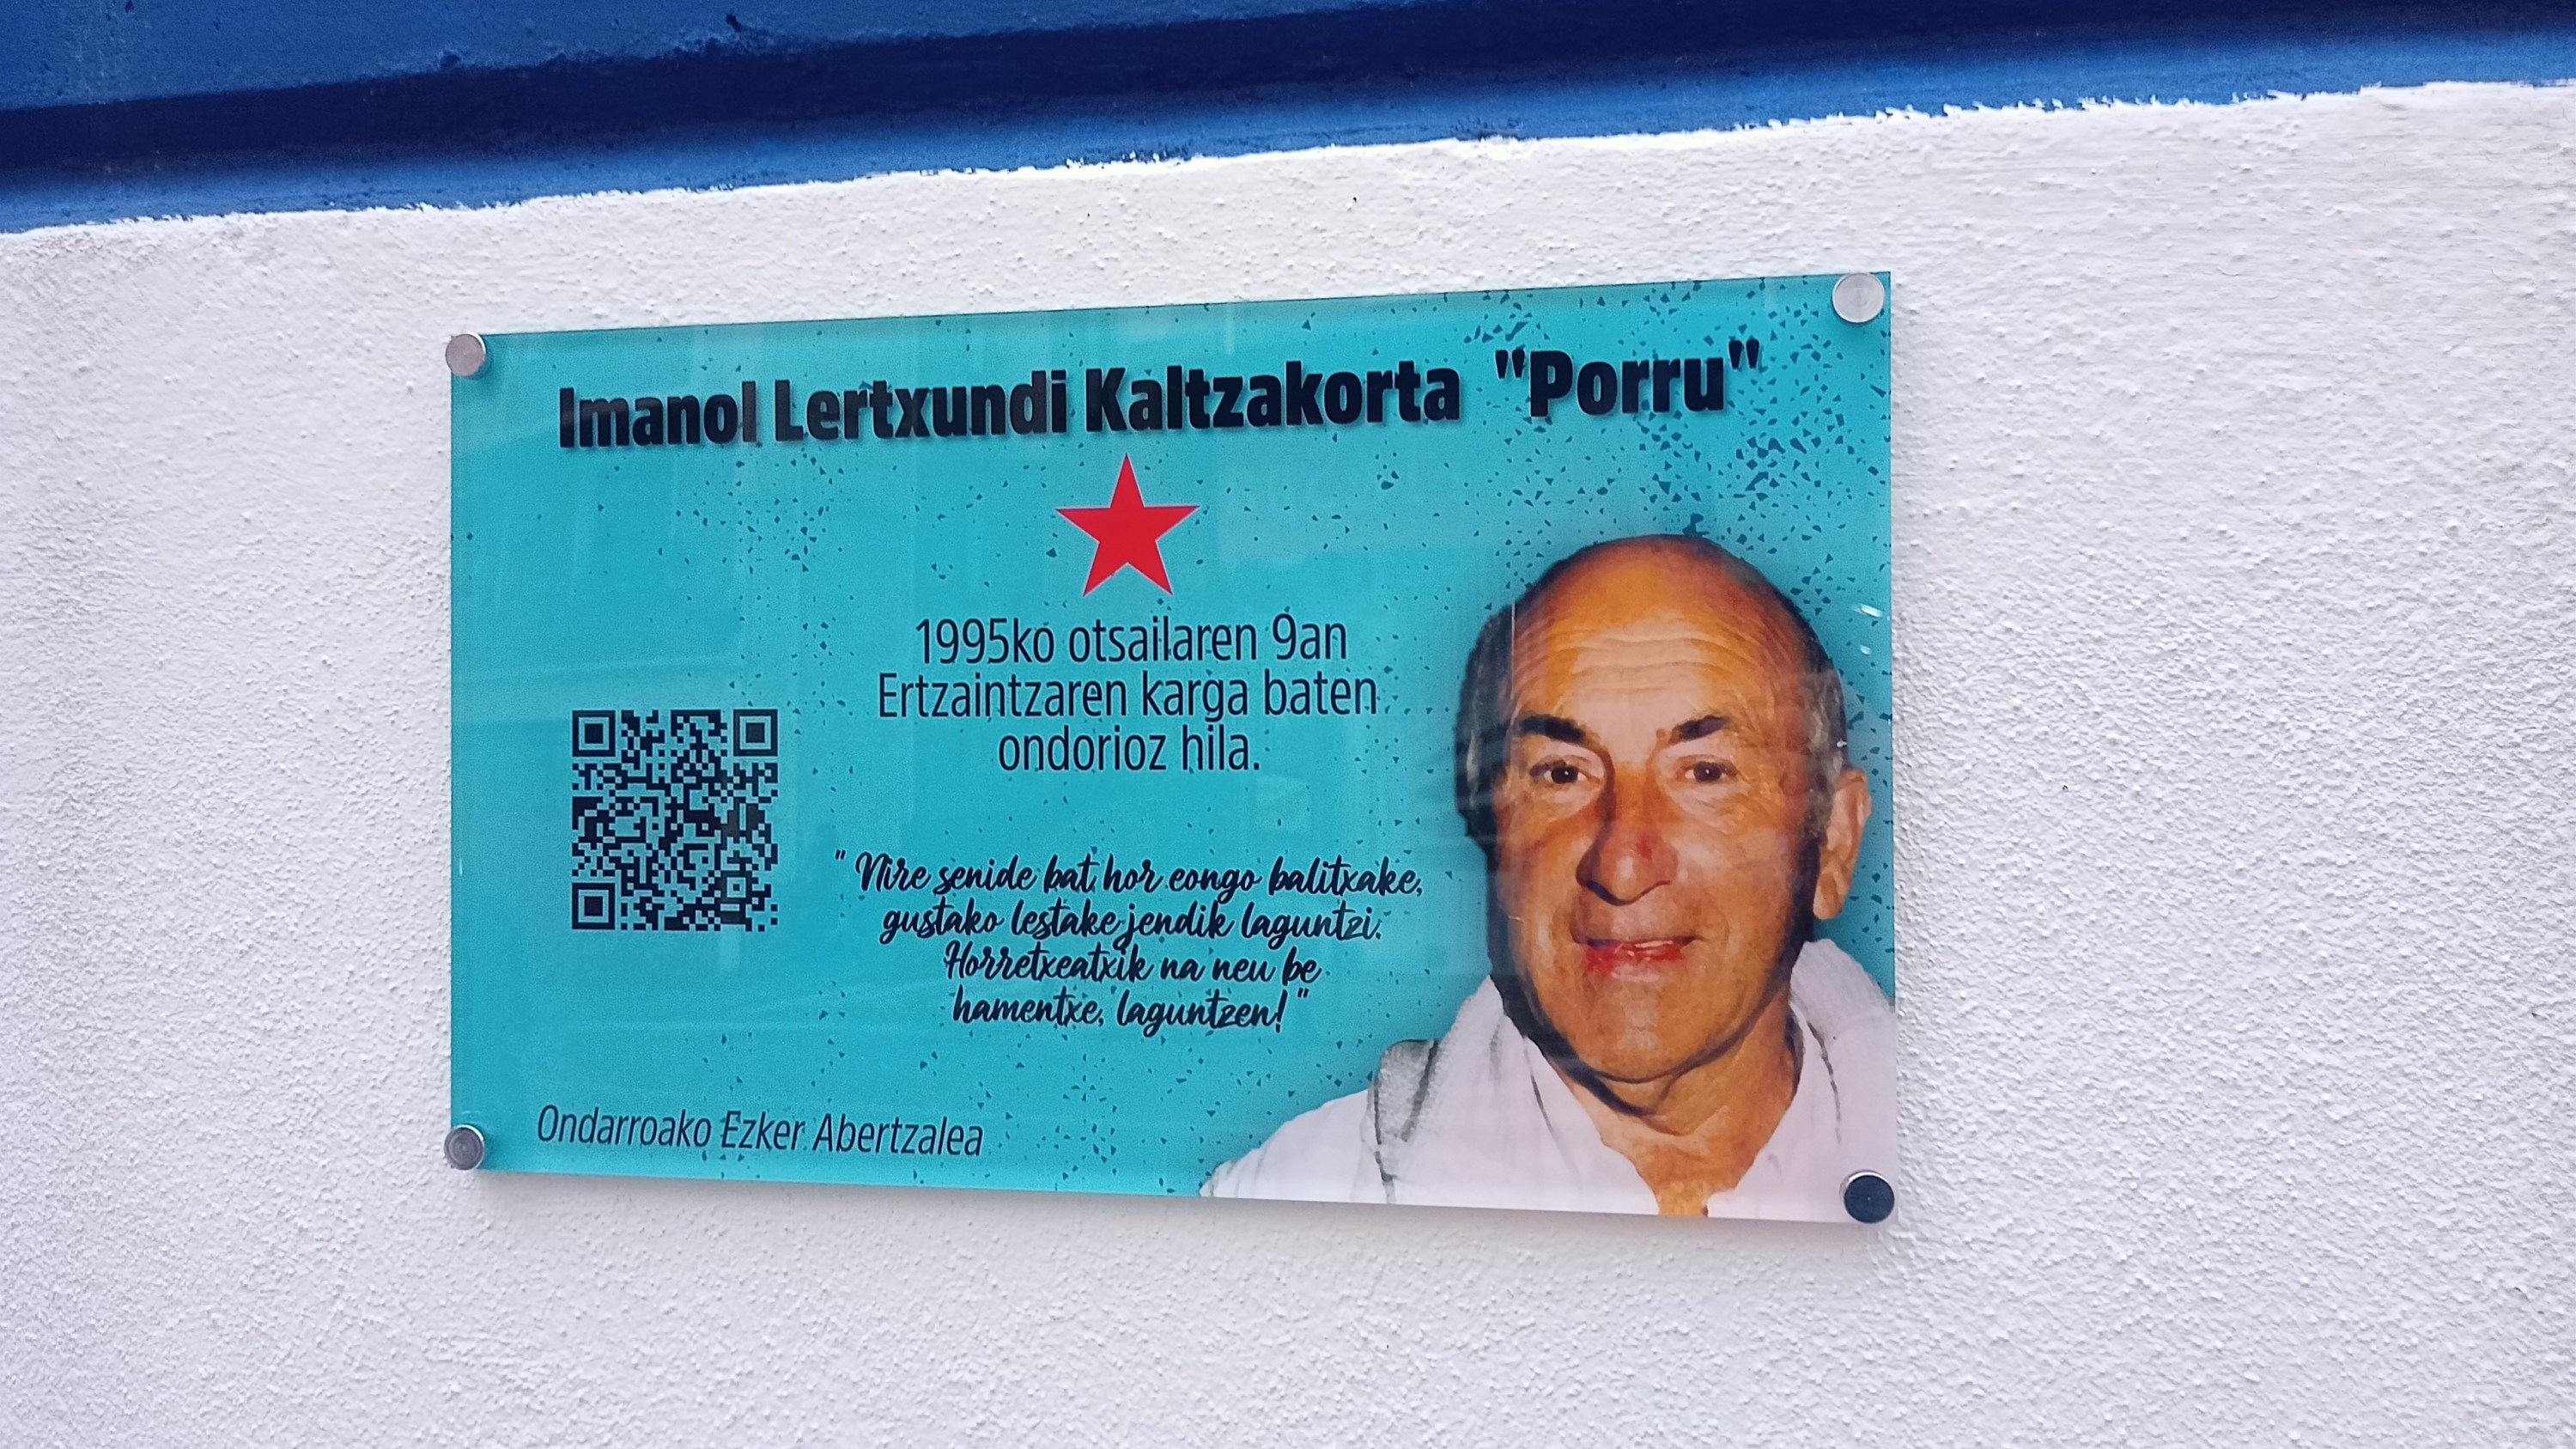 Imanol Lertxundi Kaltzakorta "Porru"
1995ko otsailaren 9an
Ertzaintzaren karga baten
ondorioz hila.
" Nire senide bat hor eongo balitxake,
gustako lestake jendik laguntzi.
Horretxeatxik na neu be
hamentxe, laguntzen! "
Ondarroako Ezker Abertzalea